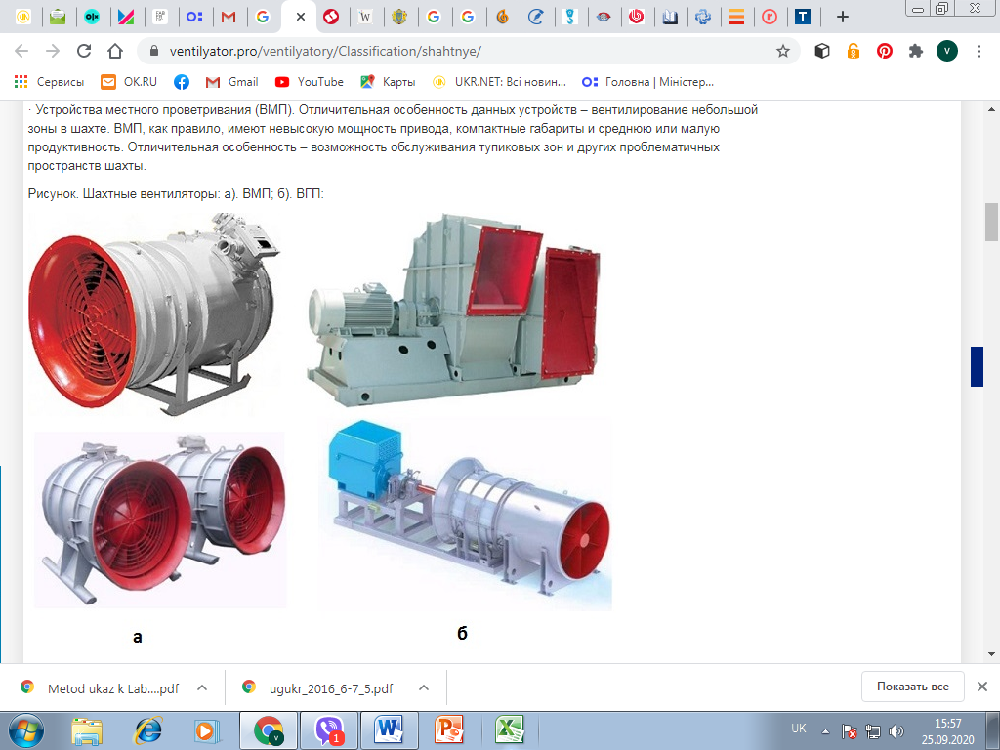 ventilyator.pro/ventilyatory/Classification/shahtnye/
Сервисы
OK.RU
Gmail
YouTube
Карты
UKR.NET: Всі новин...
Головна | Міністер...
· Устройства местного проветривания (ВМП). Отличительная особенность данных устройств – вентилирование небольшой
зоны в шахте. ВМП, как правило, имеют невысокую мощность привода, компактные габариты и среднюю или малую
продуктивность. Отличительная особенность – возможность обслуживания тупиковых зон и других проблематичных
пространств шахты.
Рисунок. Шахтные вентиляторы: а). ВМП; б). ВГП:
а
б
Metod ukaz k Lab....pdf
ugukr_2016_6-7_5.pdf
Показать все
UK
15:57
25.09.2020